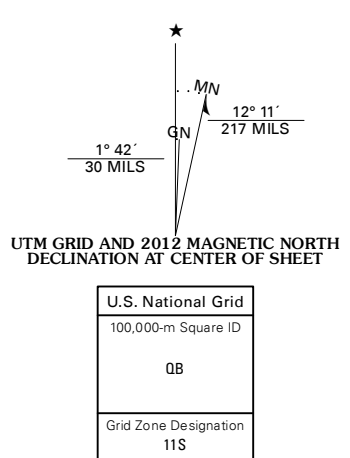 ★
MN
GN
12° 11´
217 MILS
1° 42´
30 MILS
UTM GRID AND 2012 MAGNETIC NORTH
DECLINATION AT CENTER OF SHEET
U.S. National Grid
100,000-m Square ID
QB
Grid Zone Designation
11S